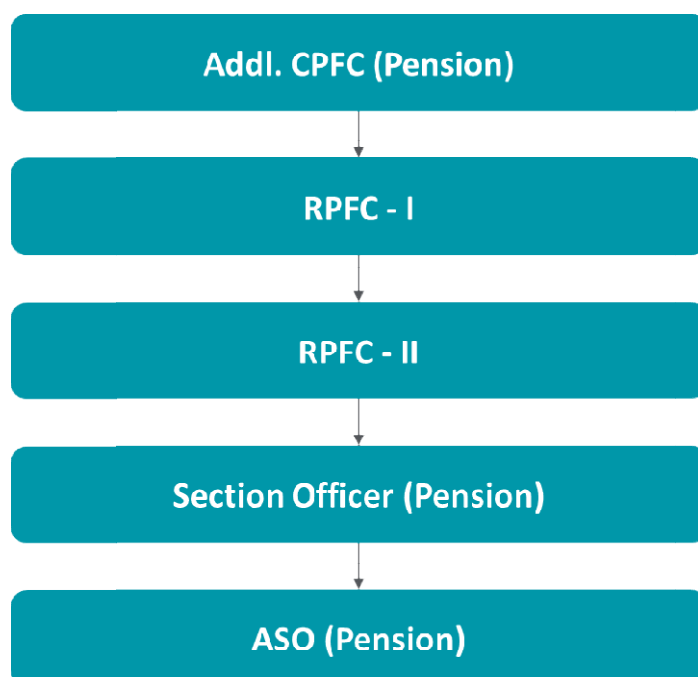 Addl. CPFC (Pension)
RPFC - I
RPFC - II
Section Officer (Pension)
ASO (Pension)